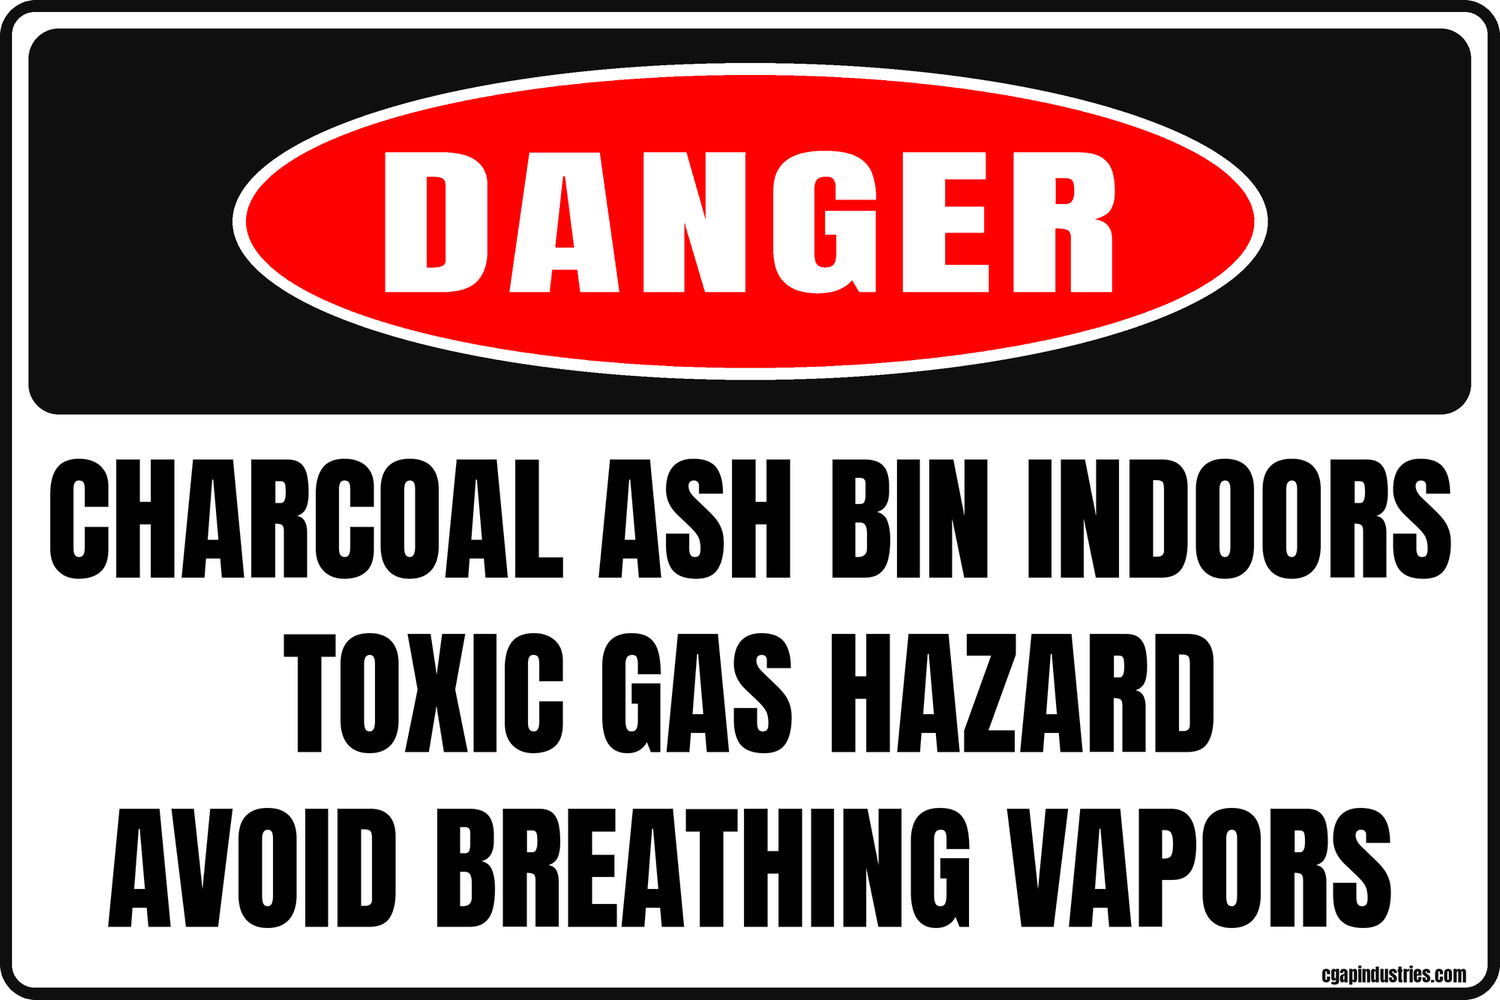 DANGER
CHARCOAL ASH BIN INDOORS
TOXIC GAS HAZARD
AVOID BREATHING VAPORS
cgapindustries.com